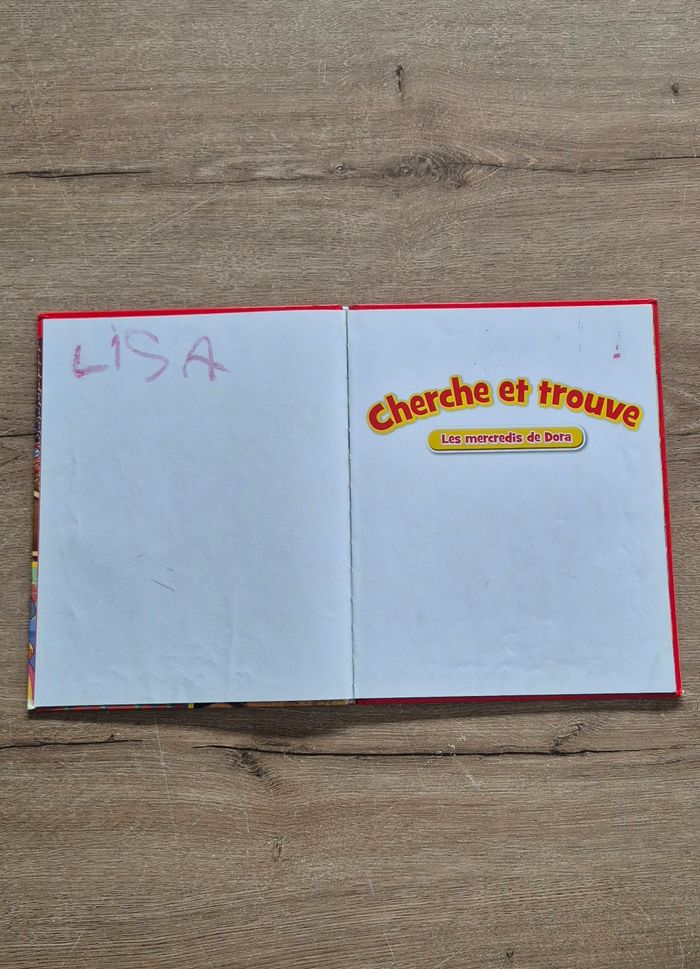 LiSA
Cherche et trouve
Les mercredis de Dora